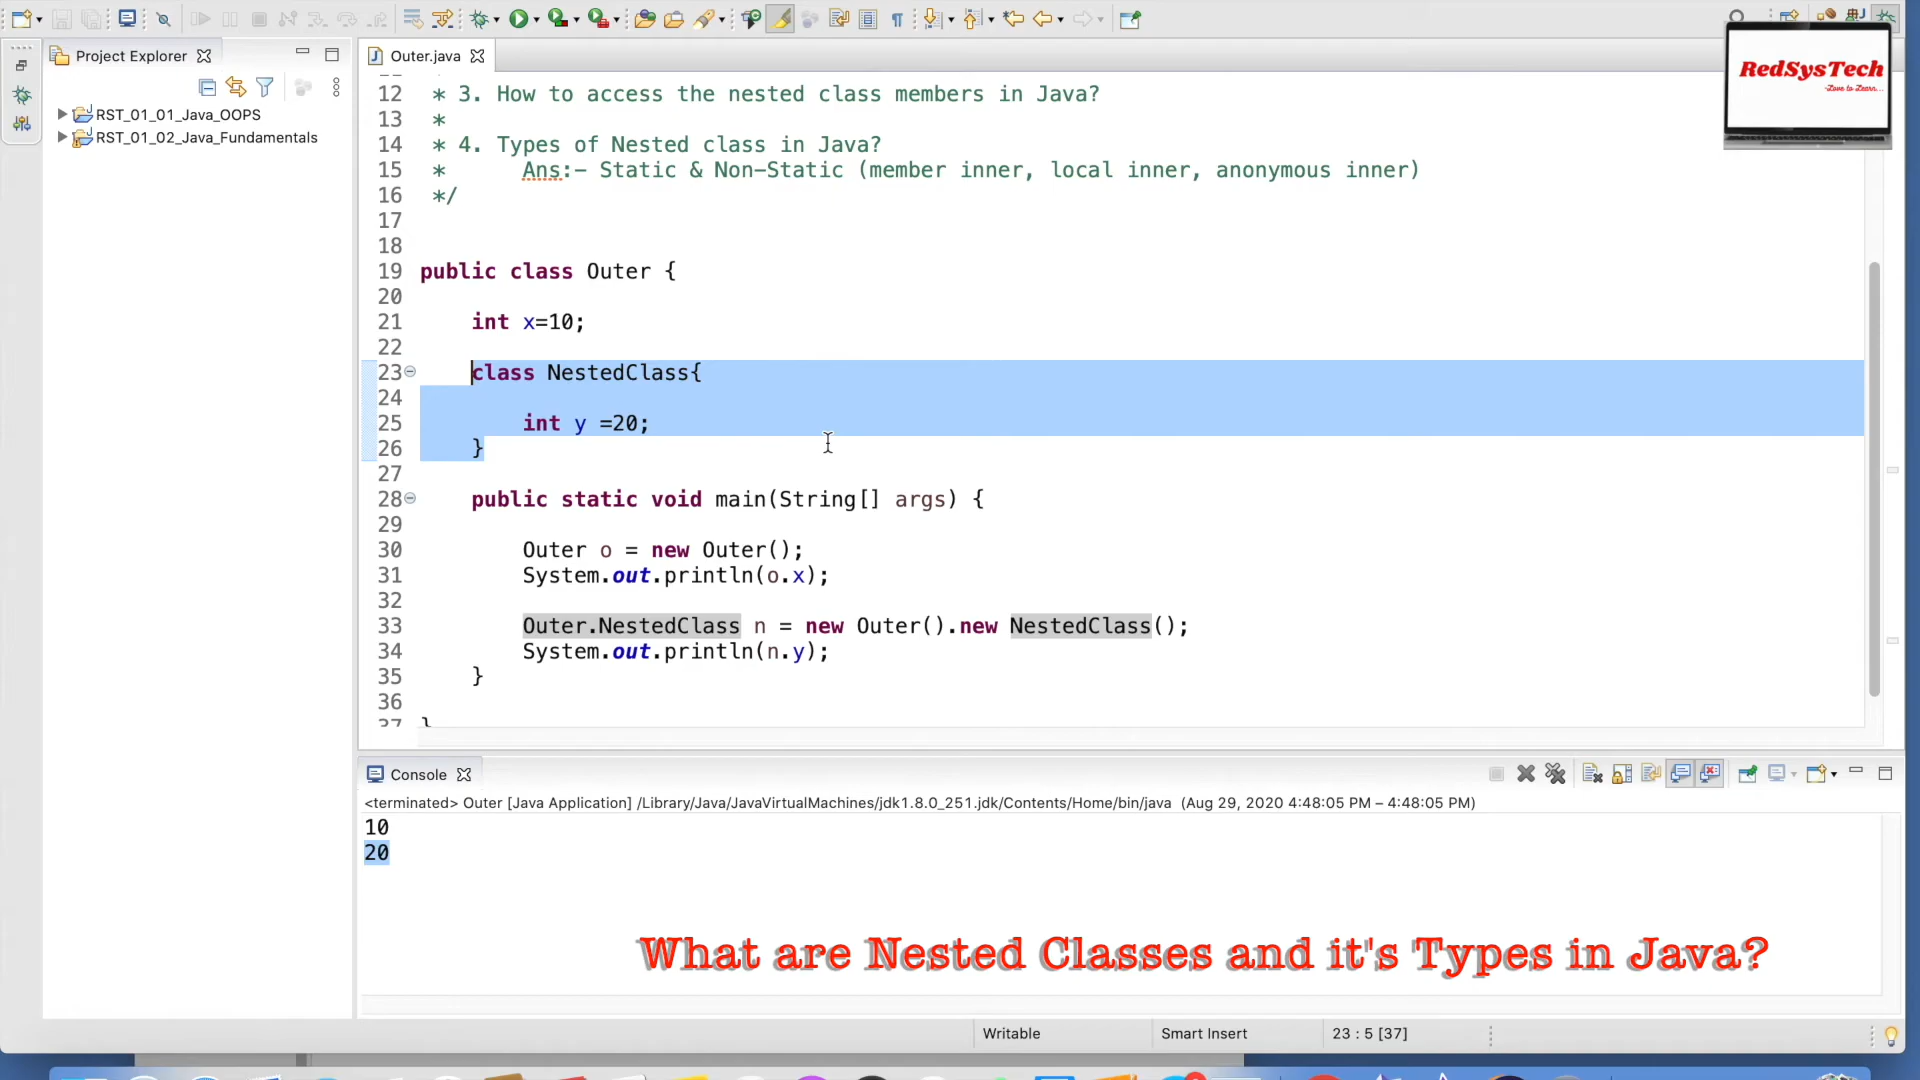 Project Explorer
Outer.java
RedSysTech
-Love to Learn...
RST_01_01_Java_OOPS
RST_01_02_Java_Fundamentals
12 * 3. How to access the nested class members in Java?
13 *
14 * 4. Types of Nested class in Java?
15 * Ans:- Static & Non-Static (member inner, local inner, anonymous inner)
16 */
17
18
19 public class Outer {
20
21 int x=10;
22
23 class NestedClass{
24
25 int y =20;
26 }
27
28 public static void main(String[] args) {
29
30 Outer o = new Outer();
31 System.out.println(o.x);
32
33 Outer.NestedClass n = new Outer().new NestedClass();
34 System.out.println(n.y);
35 }
36
37 }
Console
<terminated> Outer [Java Application] /Library/Java/JavaVirtualMachines/jdk1.8.0_251.jdk/Contents/Home/bin/java (Aug 29, 2020 4:48:05 PM – 4:48:05 PM)
10
20
What are Nested Classes and it's Types in Java?
Writable
Smart Insert
23 : 5 [37]